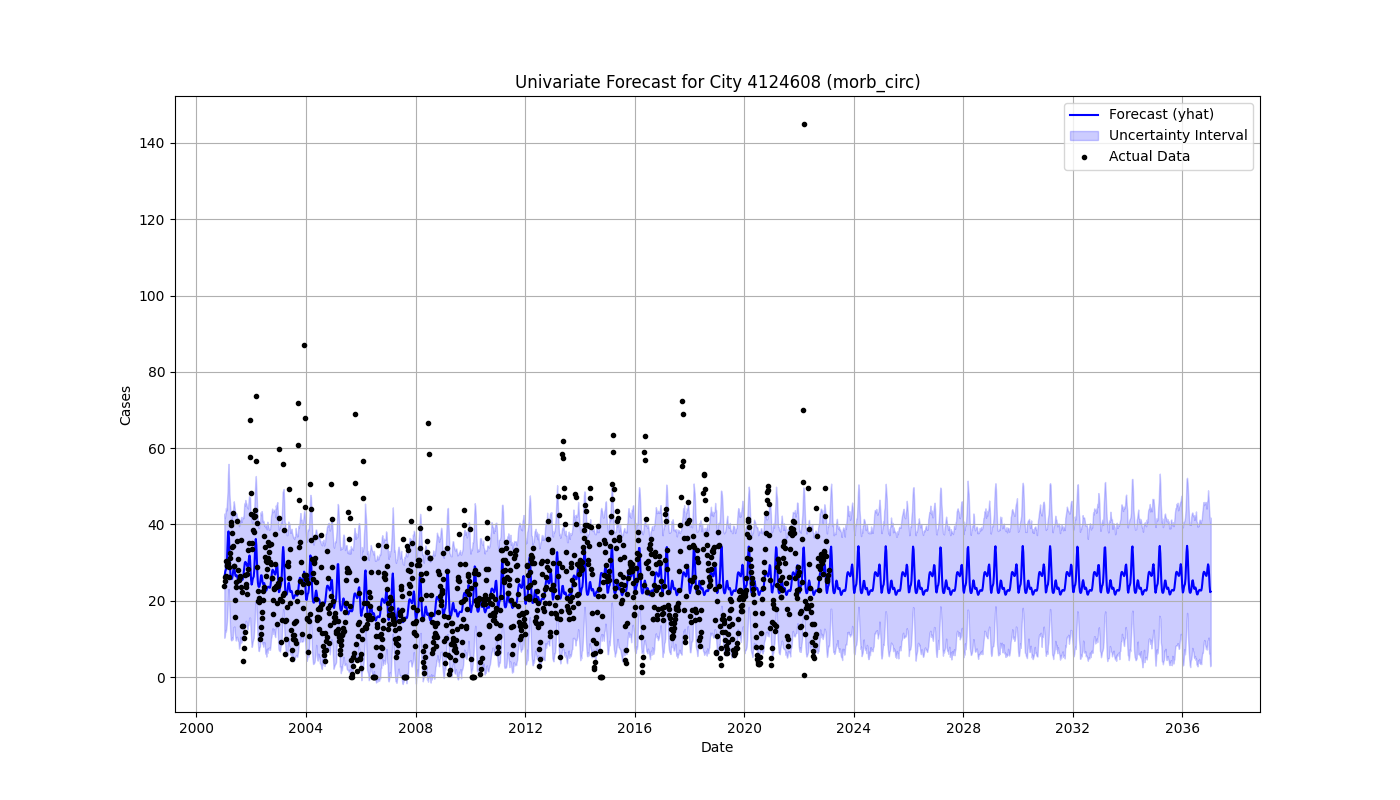 Univariate Forecast for City 4124608 (morb_circ)
Forecast (yhat)
Uncertainty Interval
Actual Data
Cases
140
120
100
80
60
40
20
0
2000 2004 2008 2012 2016 2020 2024 2028 2032 2036
Date